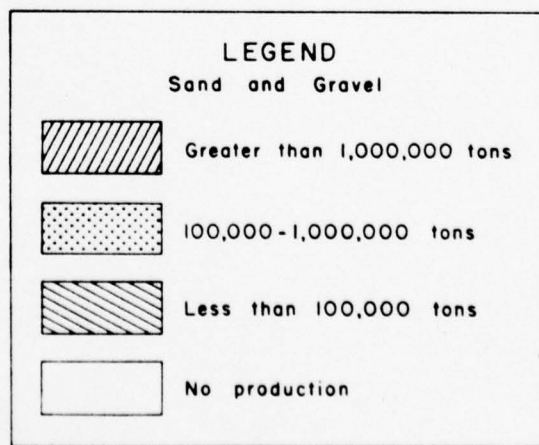 LEGEND
Sand and Gravel
Greater than 1,000,000 tons
100,000-1,000,000 tons
Less than 100,000 tons
No production